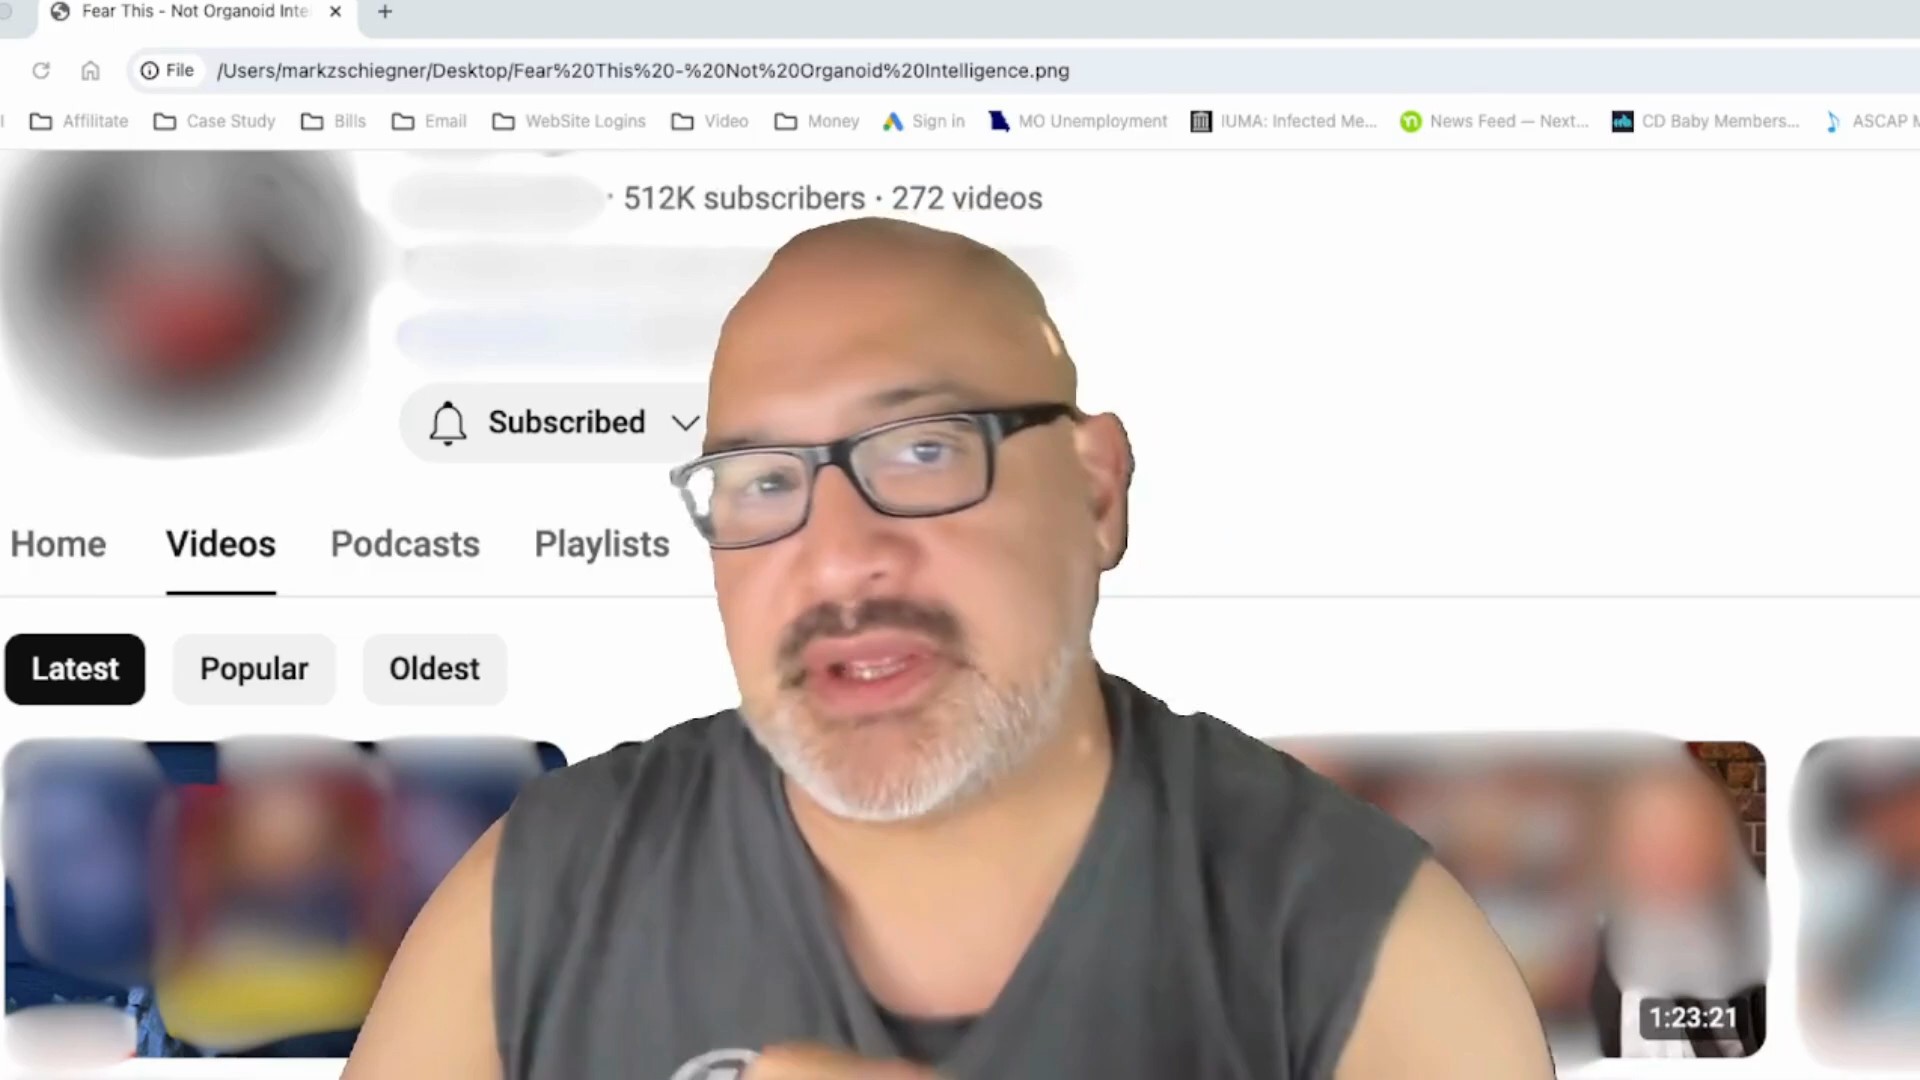 Fear This - Not Organoid Inte
File /Users/markzschiegner/Desktop/Fear%20This%20-%20Not%20Organoid%20Intelligence.png
Affilitate Case Study Bills Email WebSite Logins Video Money Sign in MO Unemployment IUMA: Infected Me... News Feed — Next... CD Baby Members... ASCAP M
· 512K subscribers · 272 videos
Subscribed
Home Videos Podcasts Playlists
Latest Popular Oldest
1:23:21